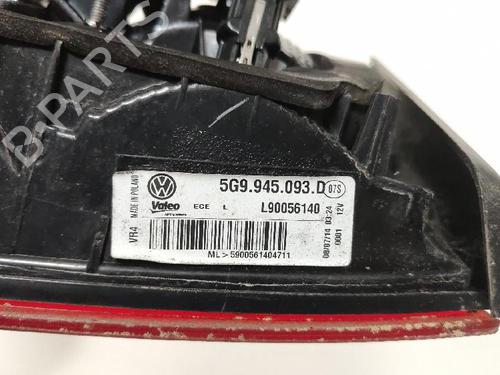 B-PARTS
MADE IN POLAND
VR4
Valeo
ECE L
5G9.945.093.D
07S
L90056140
ML > 5900561404711
08/07/14 03:24
0001 12V